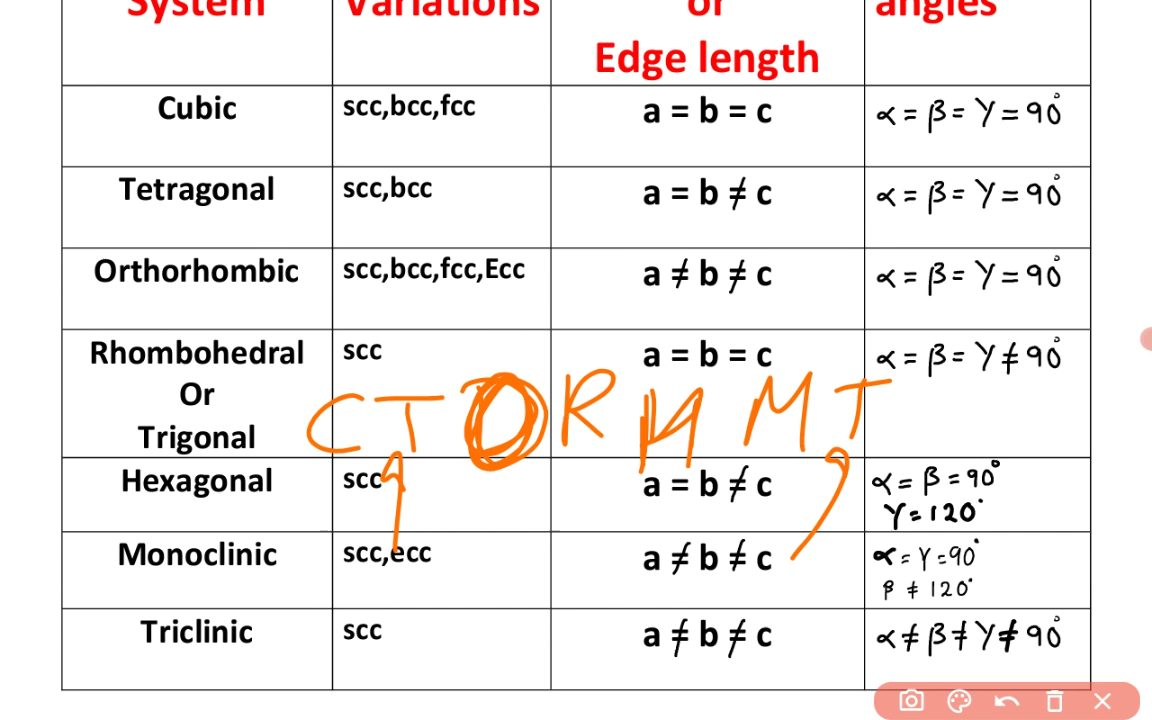 System Variations or angles
Edge length
Cubic scc,bcc,fcc a = b = c α = β = γ = 90°
Tetragonal scc,bcc a = b ≠ c α = β = γ = 90°
Orthorhombic scc,bcc,fcc,Ecc a ≠ b ≠ c α = β = γ = 90°
Rhombohedral scc a = b = c α = β = γ ≠ 90°
Or
Trigonal
C T O R H M T
Hexagonal scc a = b ≠ c α = β = 90°
γ = 120°
Monoclinic scc,ecc a ≠ b ≠ c α = γ = 90°
β ≠ 120°
Triclinic scc a ≠ b ≠ c α ≠ β ≠ γ ≠ 90°